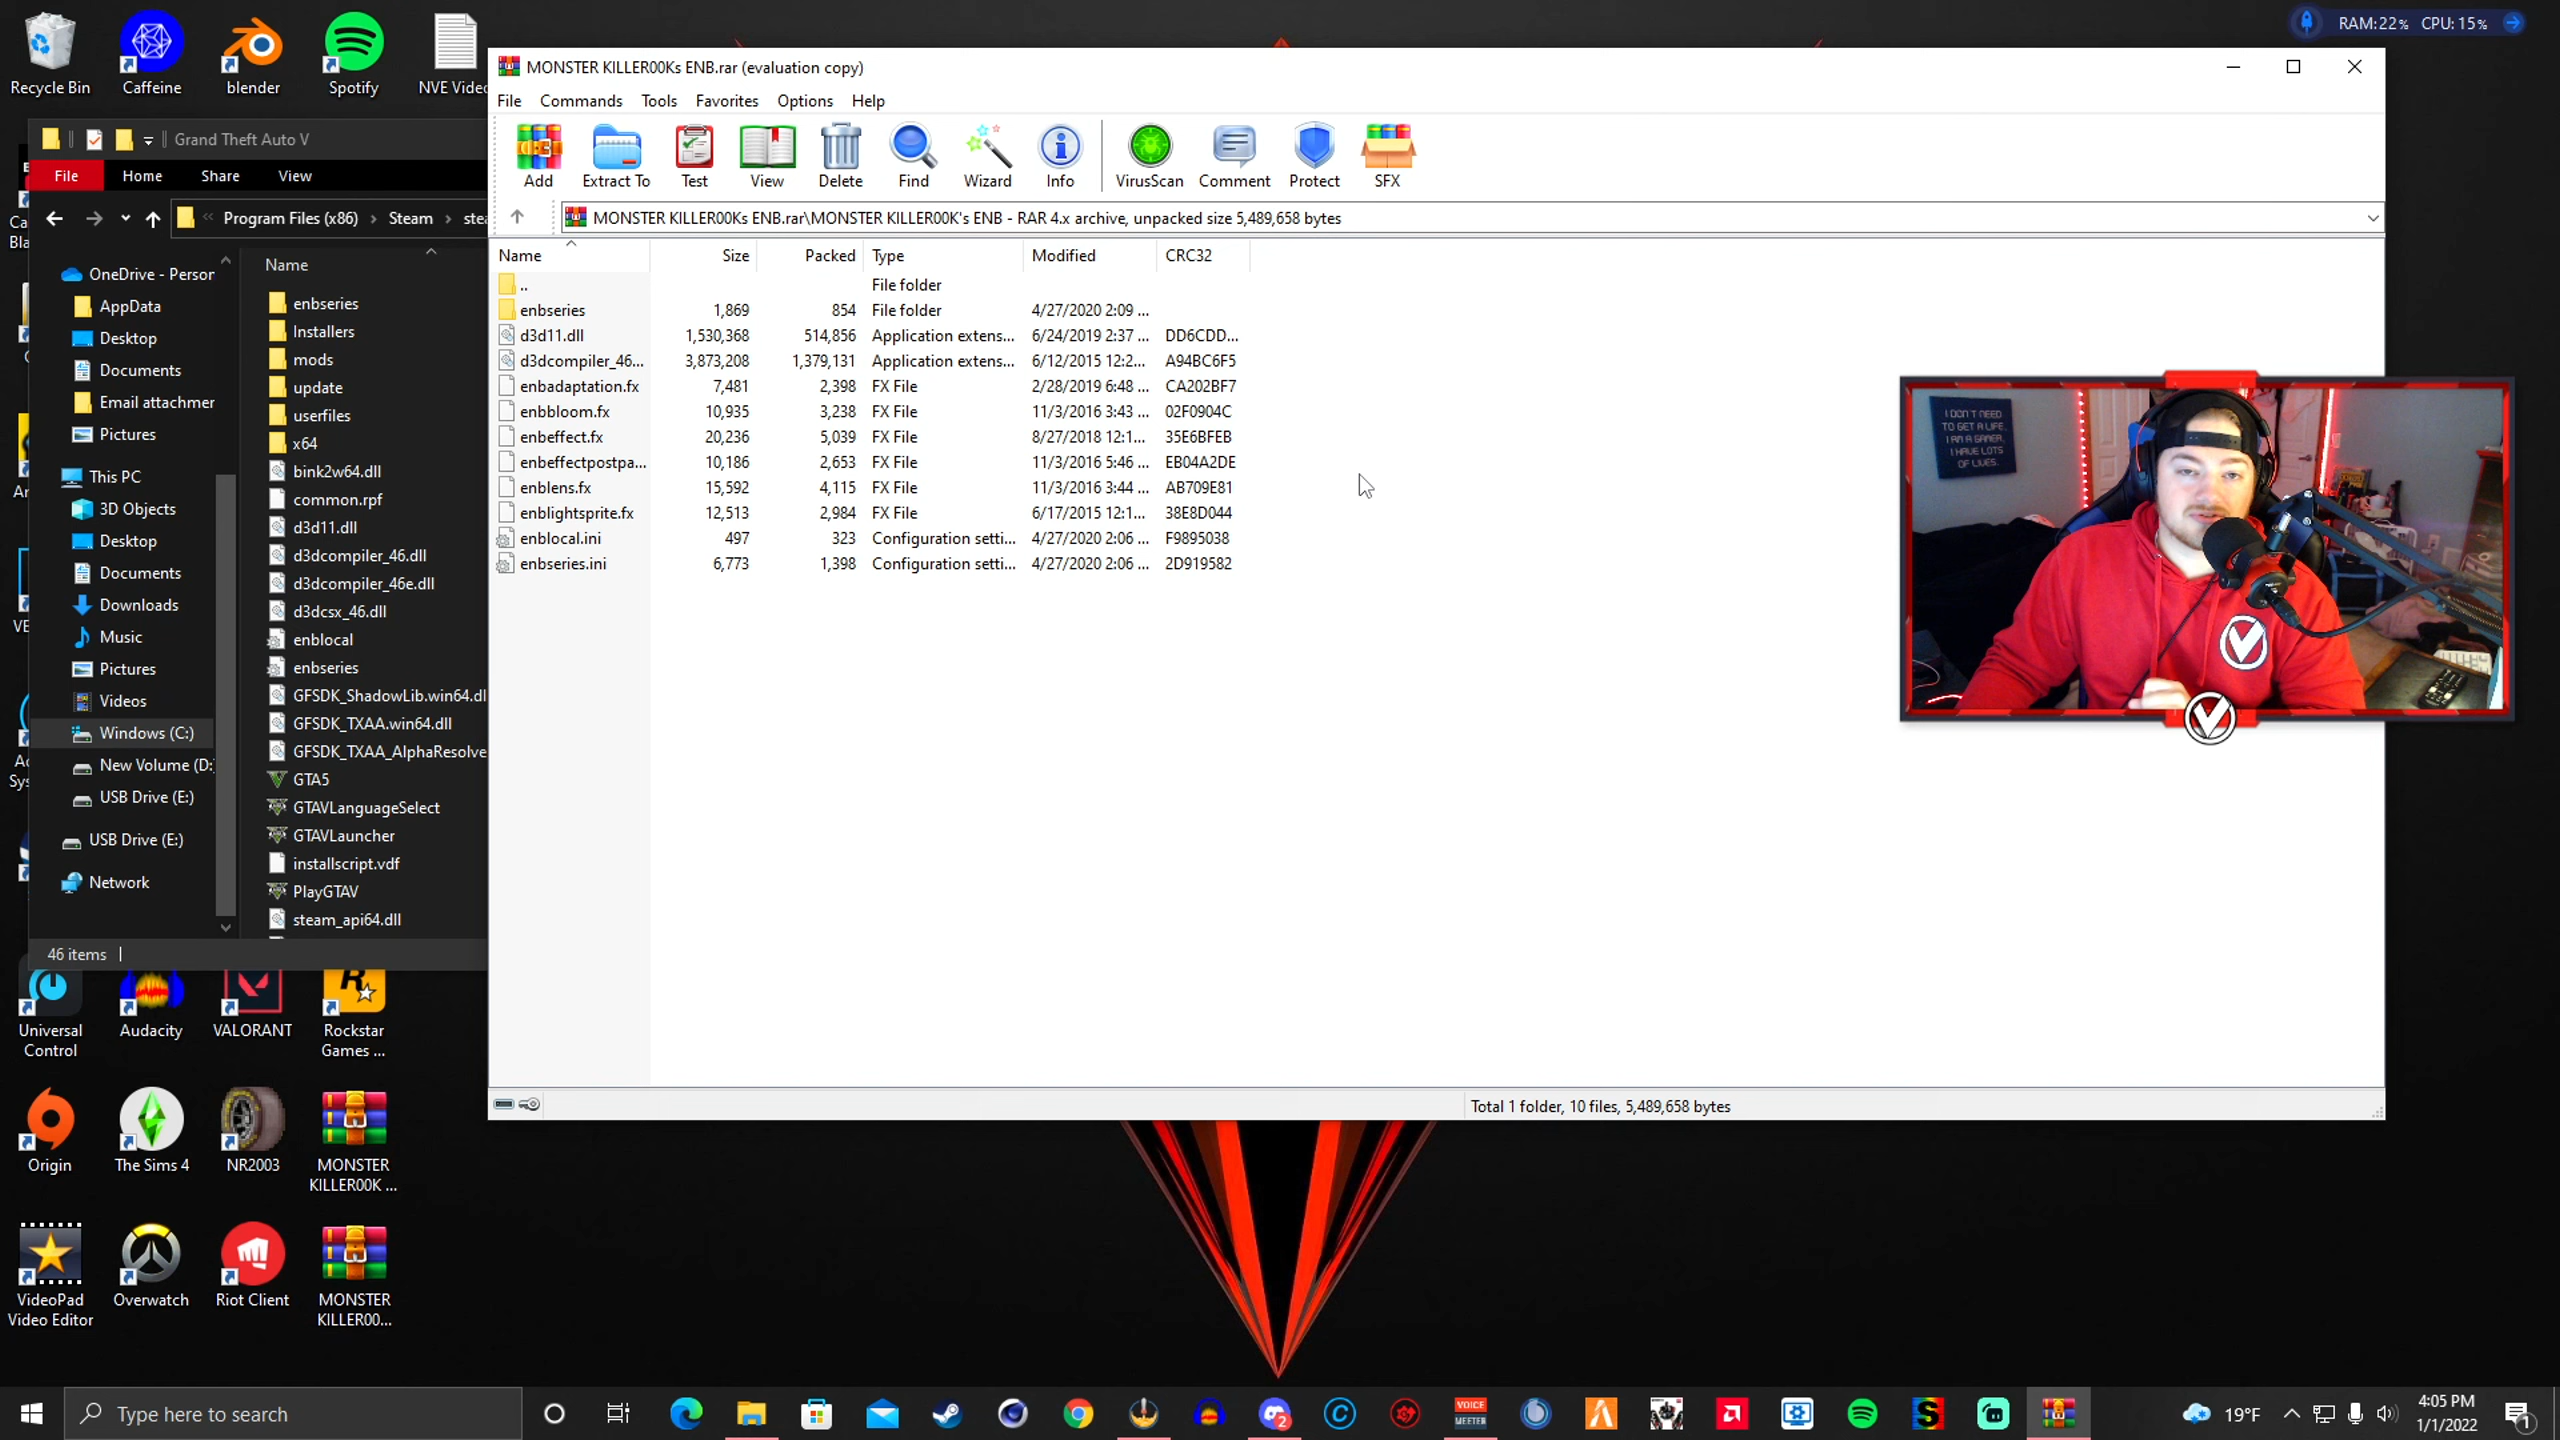 RAM:22% CPU:15%
Recycle Bin
Caffeine
blender
Spotify
NVE Video
MONSTER KILLER00Ks ENB.rar (evaluation copy)
File Commands Tools Favorites Options Help
Add Extract To Test View Delete Find Wizard Info VirusScan Comment Protect SFX
MONSTER KILLER00Ks ENB.rar\MONSTER KILLER00K's ENB - RAR 4.x archive, unpacked size 5,489,658 bytes
Name Size Packed Type Modified CRC32
.. File folder
enbseries 1,869 854 File folder 4/27/2020 2:09 ...
d3d11.dll 1,530,368 514,856 Application extens... 6/24/2019 2:37 ... DD6CDD...
d3dcompiler_46... 3,873,208 1,379,131 Application extens... 6/12/2015 12:2... A94BC6F5
enbadaptation.fx 7,481 2,398 FX File 2/28/2019 6:48 ... CA202BF7
enbbloom.fx 10,935 3,238 FX File 11/3/2016 3:43 ... 02F0904C
enbeffect.fx 20,236 5,039 FX File 8/27/2018 12:1... 35E6BFEB
enbeffectpostpa... 10,186 2,653 FX File 11/3/2016 5:46 ... EB04A2DE
enblens.fx 15,592 4,115 FX File 11/3/2016 3:44 ... AB709E81
enblightsprite.fx 12,513 2,984 FX File 6/17/2015 12:1... 38E8D044
enblocal.ini 497 323 Configuration setti... 4/27/2020 2:06 ... F9895038
enbseries.ini 6,773 1,398 Configuration setti... 4/27/2020 2:06 ... 2D919582
Total 1 folder, 10 files, 5,489,658 bytes
Grand Theft Auto V
File Home Share View
« Program Files (x86) › Steam › stea
OneDrive - Person
AppData
Desktop
Documents
Email attachmer
Pictures
This PC
3D Objects
Desktop
Documents
Downloads
Music
Pictures
Videos
Windows (C:)
New Volume (D:
USB Drive (E:)
USB Drive (E:)
Network
Name
enbseries
Installers
mods
update
userfiles
x64
bink2w64.dll
common.rpf
d3d11.dll
d3dcompiler_46.dll
d3dcompiler_46e.dll
d3dcsx_46.dll
enblocal
enbseries
GFSDK_ShadowLib.win64.dl
GFSDK_TXAA.win64.dll
GFSDK_TXAA_AlphaResolve
GTA5
GTAVLanguageSelect
GTAVLauncher
installscript.vdf
PlayGTAV
steam_api64.dll
46 items
I DON'T NEED
TO GET A LIFE.
I AM A GAMER,
I HAVE LOTS
OF LIVES.
Universal
Control
Audacity
VALORANT
Rockstar
Games ...
Origin
The Sims 4
NR2003
MONSTER
KILLER00K ...
VideoPad
Video Editor
Overwatch
Riot Client
MONSTER
KILLER00...
Type here to search
VOICE
MEETER
19°F
4:05 PM
1/1/2022